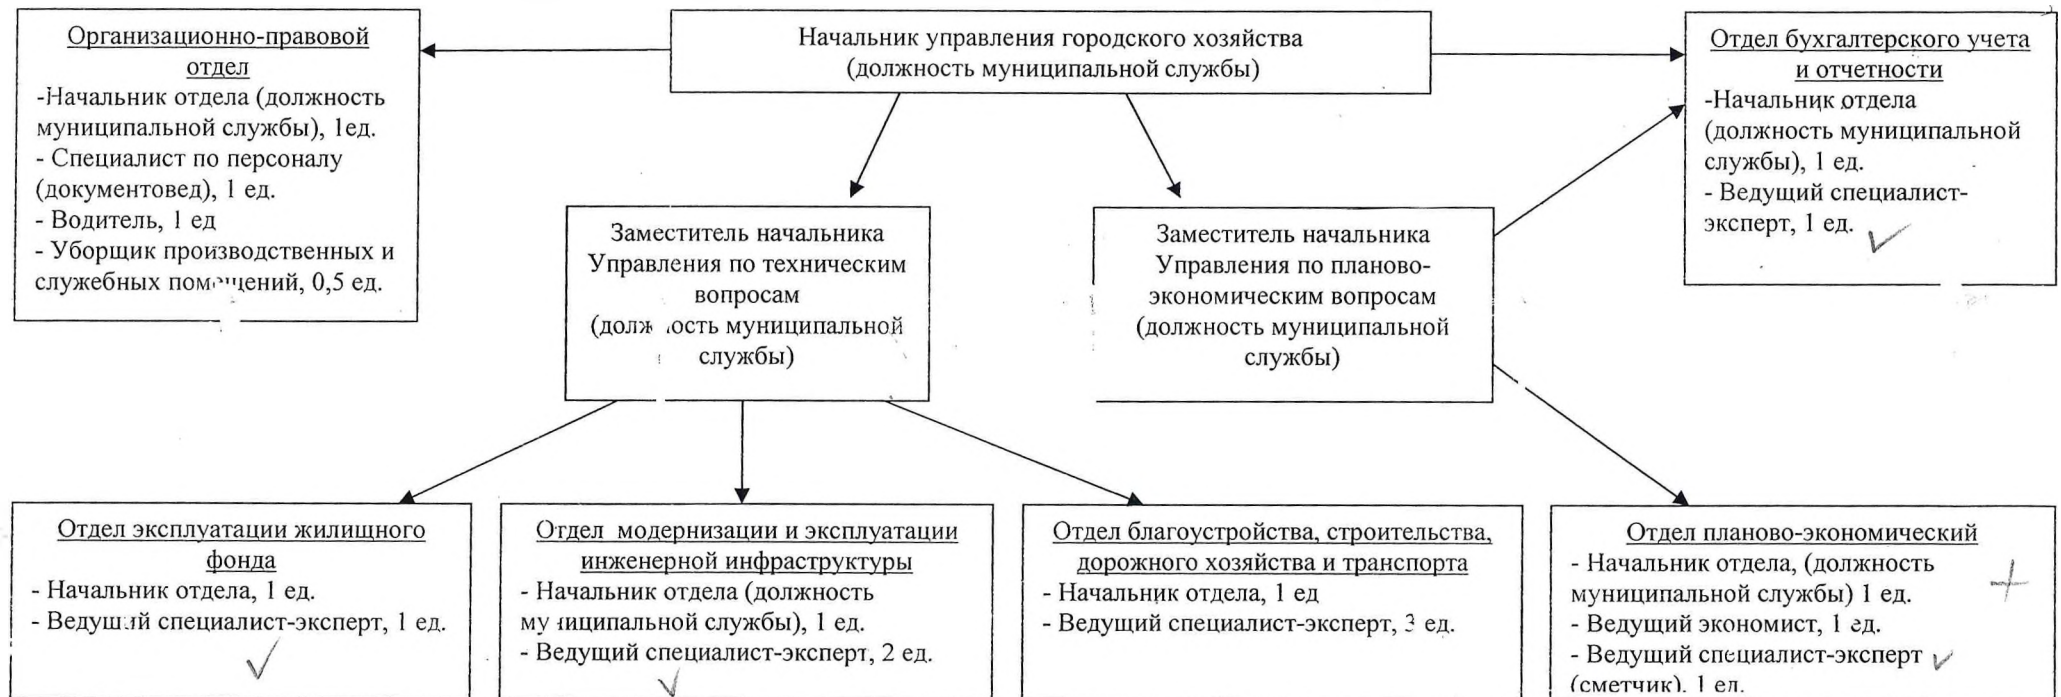 Организационно-правовой
отдел
-Начальник отдела (должность
муниципальной службы), 1ед.
- Специалист по персоналу
(документовед), 1 ед.
- Водитель, 1 ед
- Уборщик производственных и
служебных помещений, 0,5 ед.
Начальник управления городского хозяйства
(должность муниципальной службы)
Отдел бухгалтерского учета
и отчетности
-Начальник отдела
(должность муниципальной
службы), 1 ед.
- Ведущий специалист-
эксперт, 1 ед.
Заместитель начальника
Управления по техническим
вопросам
(должность муниципальной
службы)
Заместитель начальника
Управления по планово-
экономическим вопросам
(должность муниципальной
службы)
Отдел эксплуатации жилищного
фонда
- Начальник отдела, 1 ед.
- Ведущий специалист-эксперт, 1 ед.
Отдел модернизации и эксплуатации
инженерной инфраструктуры
- Начальник отдела (должность
муниципальной службы), 1 ед.
- Ведущий специалист-эксперт, 2 ед.
Отдел благоустройства, строительства,
дорожного хозяйства и транспорта
- Начальник отдела, 1 ед
- Ведущий специалист-эксперт, 3 ед.
Отдел планово-экономический
- Начальник отдела, (должность
муниципальной службы) 1 ед.
- Ведущий экономист, 1 ед.
- Ведущий специалист-эксперт
(сметчик), 1 ед.